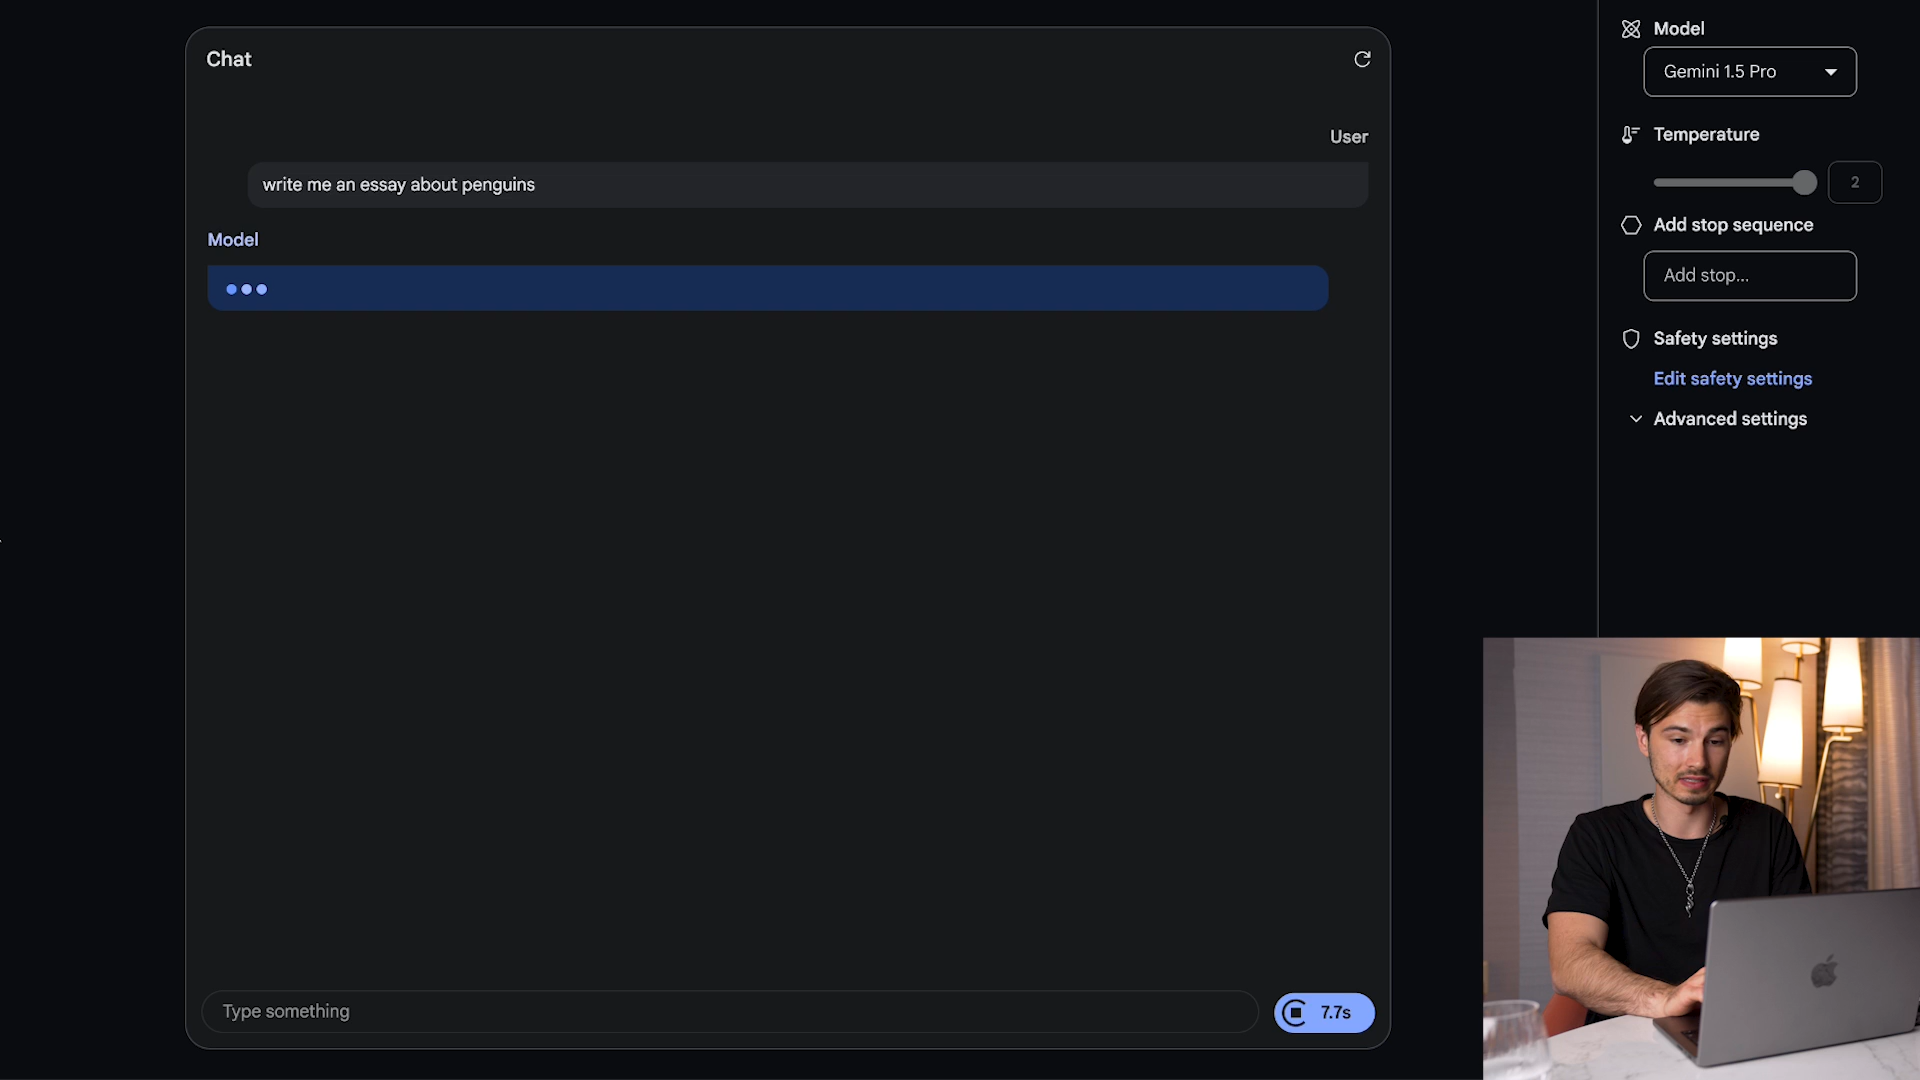 Chat
User
write me an essay about penguins
Model
Type something
7.7s
Model
Gemini 1.5 Pro
Temperature
2
Add stop sequence
Add stop...
Safety settings
Edit safety settings
Advanced settings